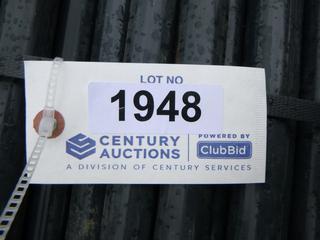 LOT NO
1948
CENTURY
AUCTIONS
POWERED BY
ClubBid
A DIVISION OF CENTURY SERVICES